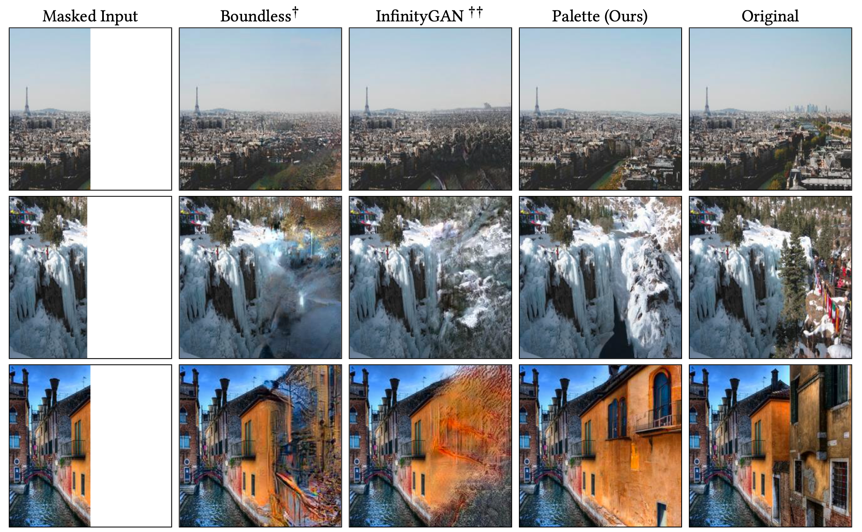 Masked Input Boundless† InfinityGAN †† Palette (Ours) Original